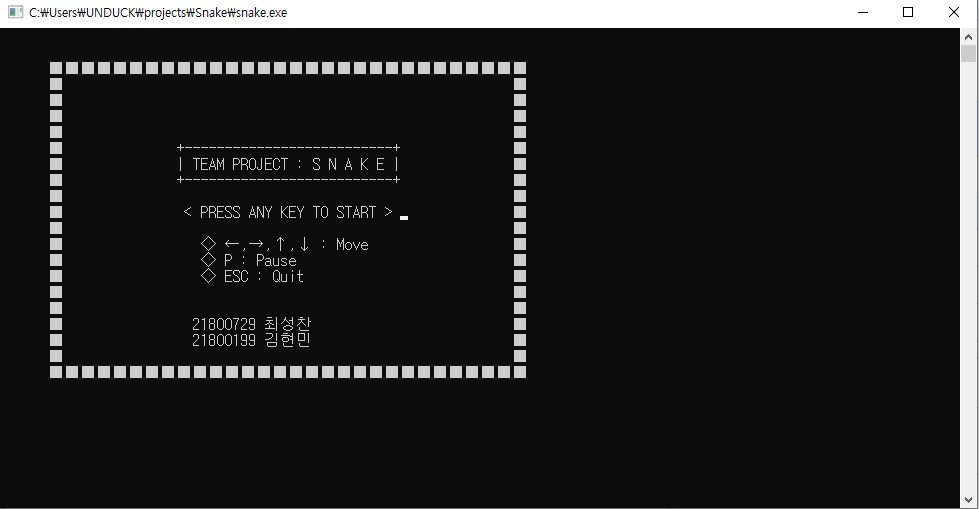 C:₩Users₩UNDUCK₩projects₩Snake₩snake.exe
| TEAM PROJECT : S N A K E |
< PRESS ANY KEY TO START >
◇ ←,→,↑,↓ : Move
◇ P : Pause
◇ ESC : Quit
21800729 최성찬
21800199 김현민